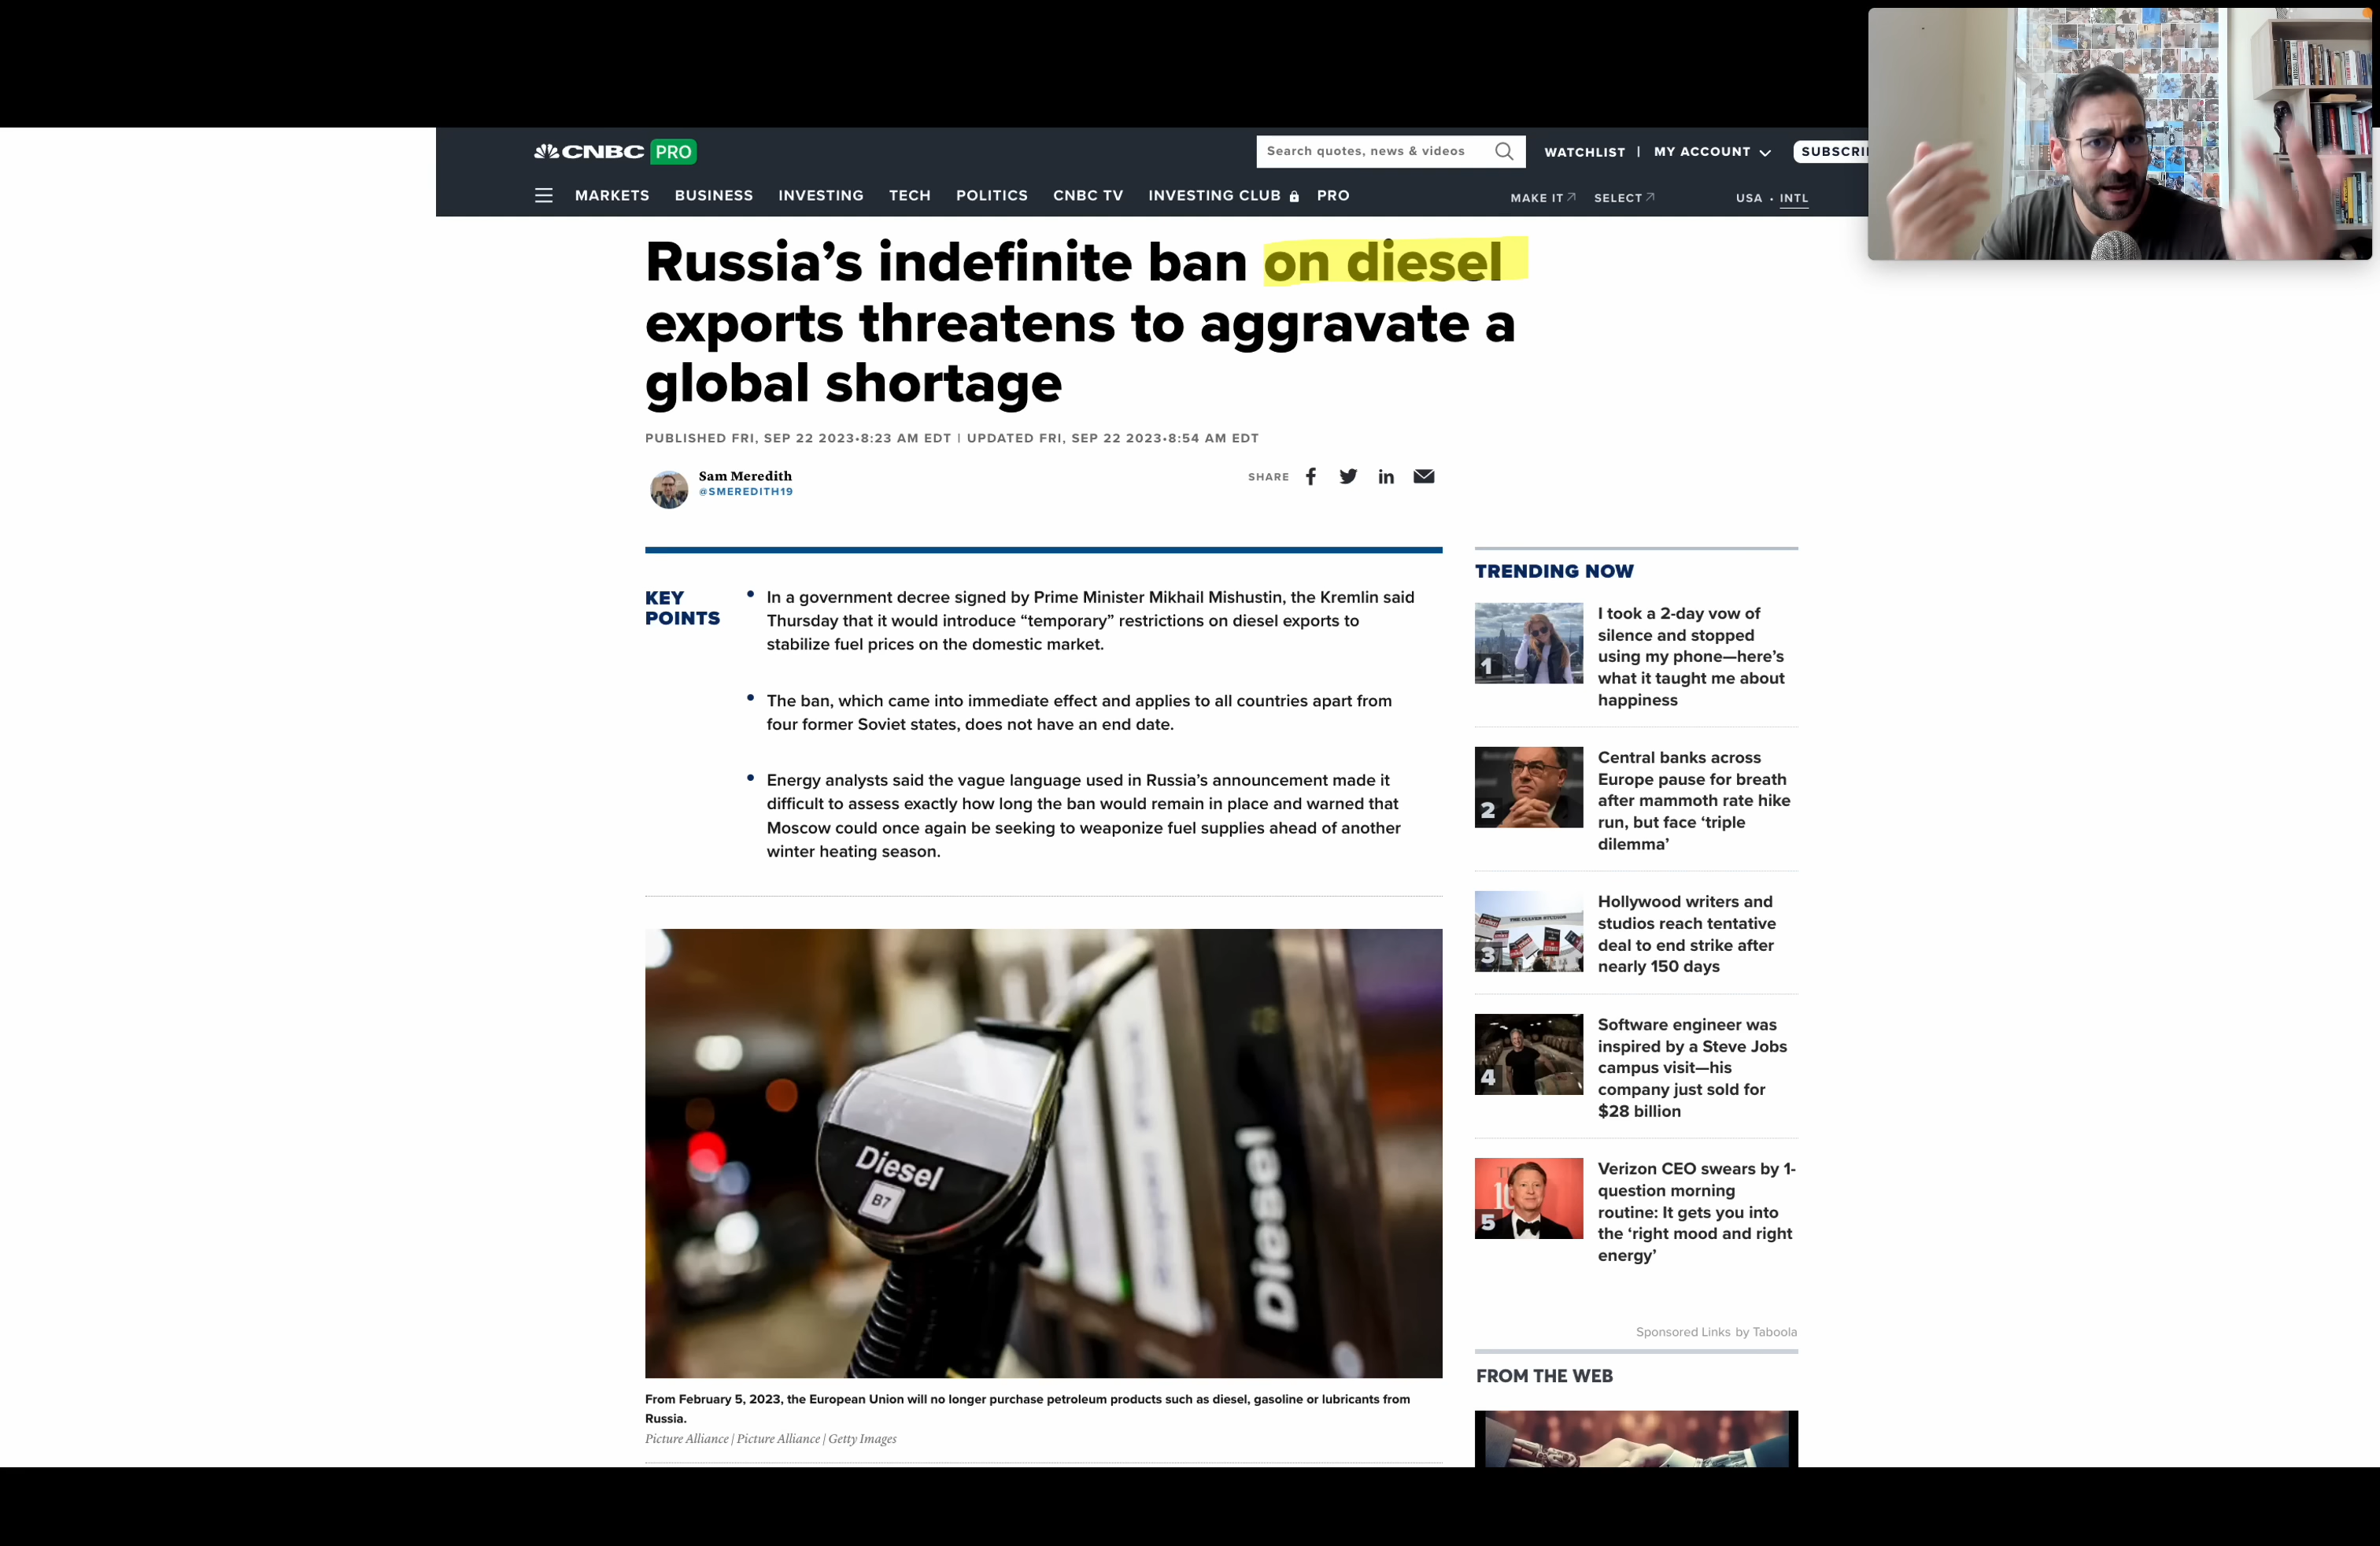 CNBC PRO
Search quotes, news & videos
WATCHLIST | MY ACCOUNT
MARKETS BUSINESS INVESTING TECH POLITICS CNBC TV INVESTING CLUB PRO
MAKE IT SELECT USA • INTL
Russia’s indefinite ban on diesel
exports threatens to aggravate a
global shortage
PUBLISHED FRI, SEP 22 2023•8:23 AM EDT | UPDATED FRI, SEP 22 2023•8:54 AM EDT
Sam Meredith
@SMEREDITH19
SHARE
KEY
POINTS
• In a government decree signed by Prime Minister Mikhail Mishustin, the Kremlin said
Thursday that it would introduce “temporary” restrictions on diesel exports to
stabilize fuel prices on the domestic market.
• The ban, which came into immediate effect and applies to all countries apart from
four former Soviet states, does not have an end date.
• Energy analysts said the vague language used in Russia’s announcement made it
difficult to assess exactly how long the ban would remain in place and warned that
Moscow could once again be seeking to weaponize fuel supplies ahead of another
winter heating season.
Diesel
B7
Diesel
From February 5, 2023, the European Union will no longer purchase petroleum products such as diesel, gasoline or lubricants from
Russia.
Picture Alliance | Picture Alliance | Getty Images
TRENDING NOW
1
I took a 2-day vow of
silence and stopped
using my phone—here’s
what it taught me about
happiness
2
Central banks across
Europe pause for breath
after mammoth rate hike
run, but face ‘triple
dilemma’
3
Hollywood writers and
studios reach tentative
deal to end strike after
nearly 150 days
4
Software engineer was
inspired by a Steve Jobs
campus visit—his
company just sold for
$28 billion
5
Verizon CEO swears by 1-
question morning
routine: It gets you into
the ‘right mood and right
energy’
Sponsored Links by Taboola
FROM THE WEB